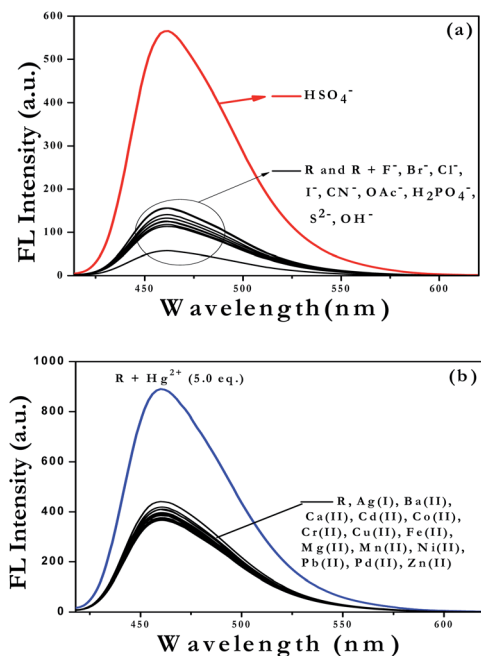 (a)
600
500
400
300
200
100
0
FL Intensity (a.u.)
HSO₄⁻
R and R + F⁻, Br⁻, Cl⁻,
I⁻, CN⁻, OAc⁻, H₂PO₄⁻,
S²⁻, OH⁻
450 500 550 600
Wavelength(nm)
(b)
1000
800
600
400
200
0
FL Intensity (a.u.)
R + Hg²⁺ (5.0 eq.)
R, Ag(I), Ba(II),
Ca(II), Cd(II), Co(II),
Cr(II), Cu(II), Fe(II),
Mg(II), Mn(II), Ni(II),
Pb(II), Pd(II), Zn(II)
450 500 550 600
Wavelength (nm)